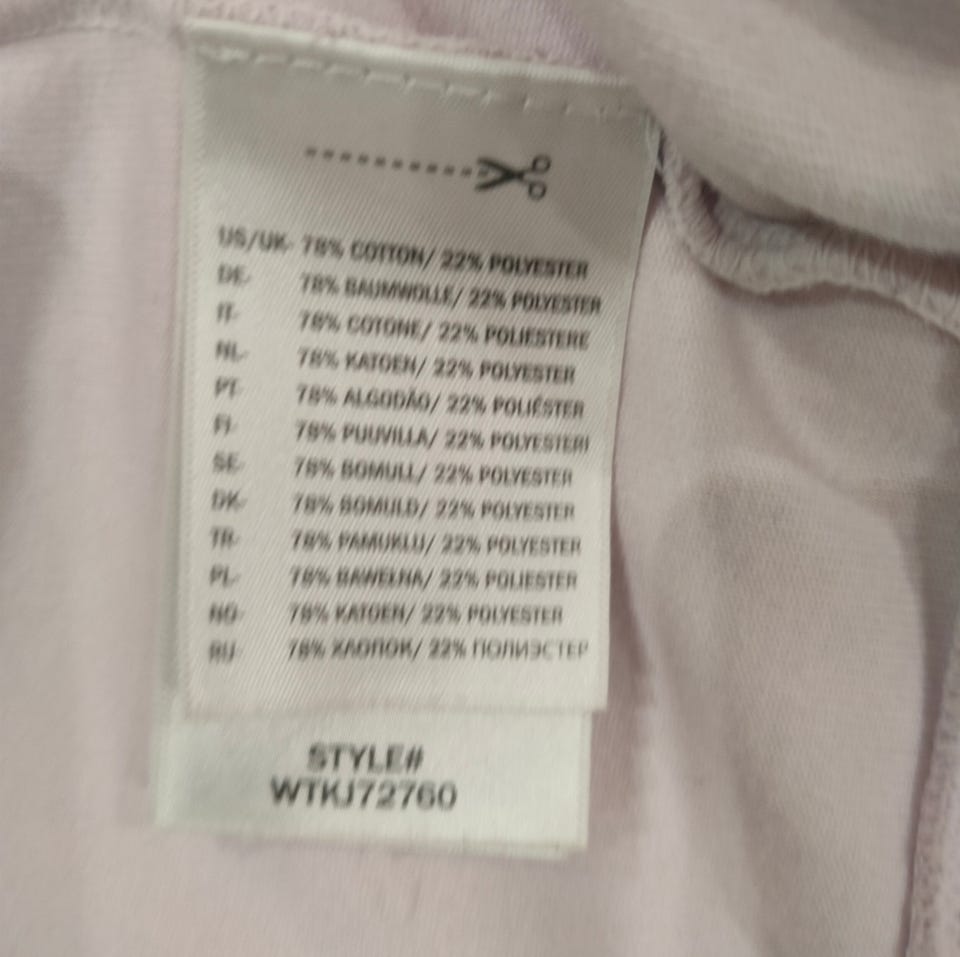 US/UK- 78% COTTON/ 22% POLYESTER
DE- 78% BAUMWOLLE/ 22% POLYESTER
IT- 78% COTONE/ 22% POLIESTERE
NL- 78% KATOEN/ 22% POLYESTER
PT- 78% ALGODÃO/ 22% POLIÉSTER
FI- 78% PUUVILLA/ 22% POLYESTERI
SE- 78% BOMULL/ 22% POLYESTER
DK- 78% BOMULD/ 22% POLYESTER
TR- 78% PAMUKLU/ 22% POLYESTER
PL- 78% BAWEŁNA/ 22% POLIESTER
NO- 78% KATOEN/ 22% POLYESTER
RU- 78% ХЛОПОК/ 22% ПОЛИЭСТЕР
STYLE#
WTKJ72760